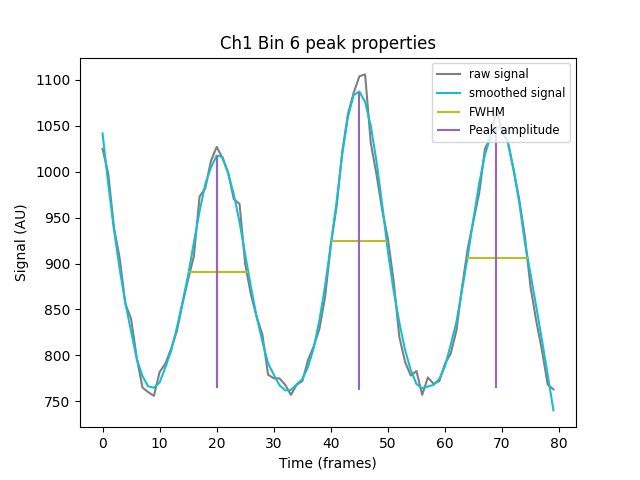 Ch1 Bin 6 peak properties
raw signal
smoothed signal
FWHM
Peak amplitude
Signal (AU)
1100
1050
1000
950
900
850
800
750
0 10 20 30 40 50 60 70 80
Time (frames)